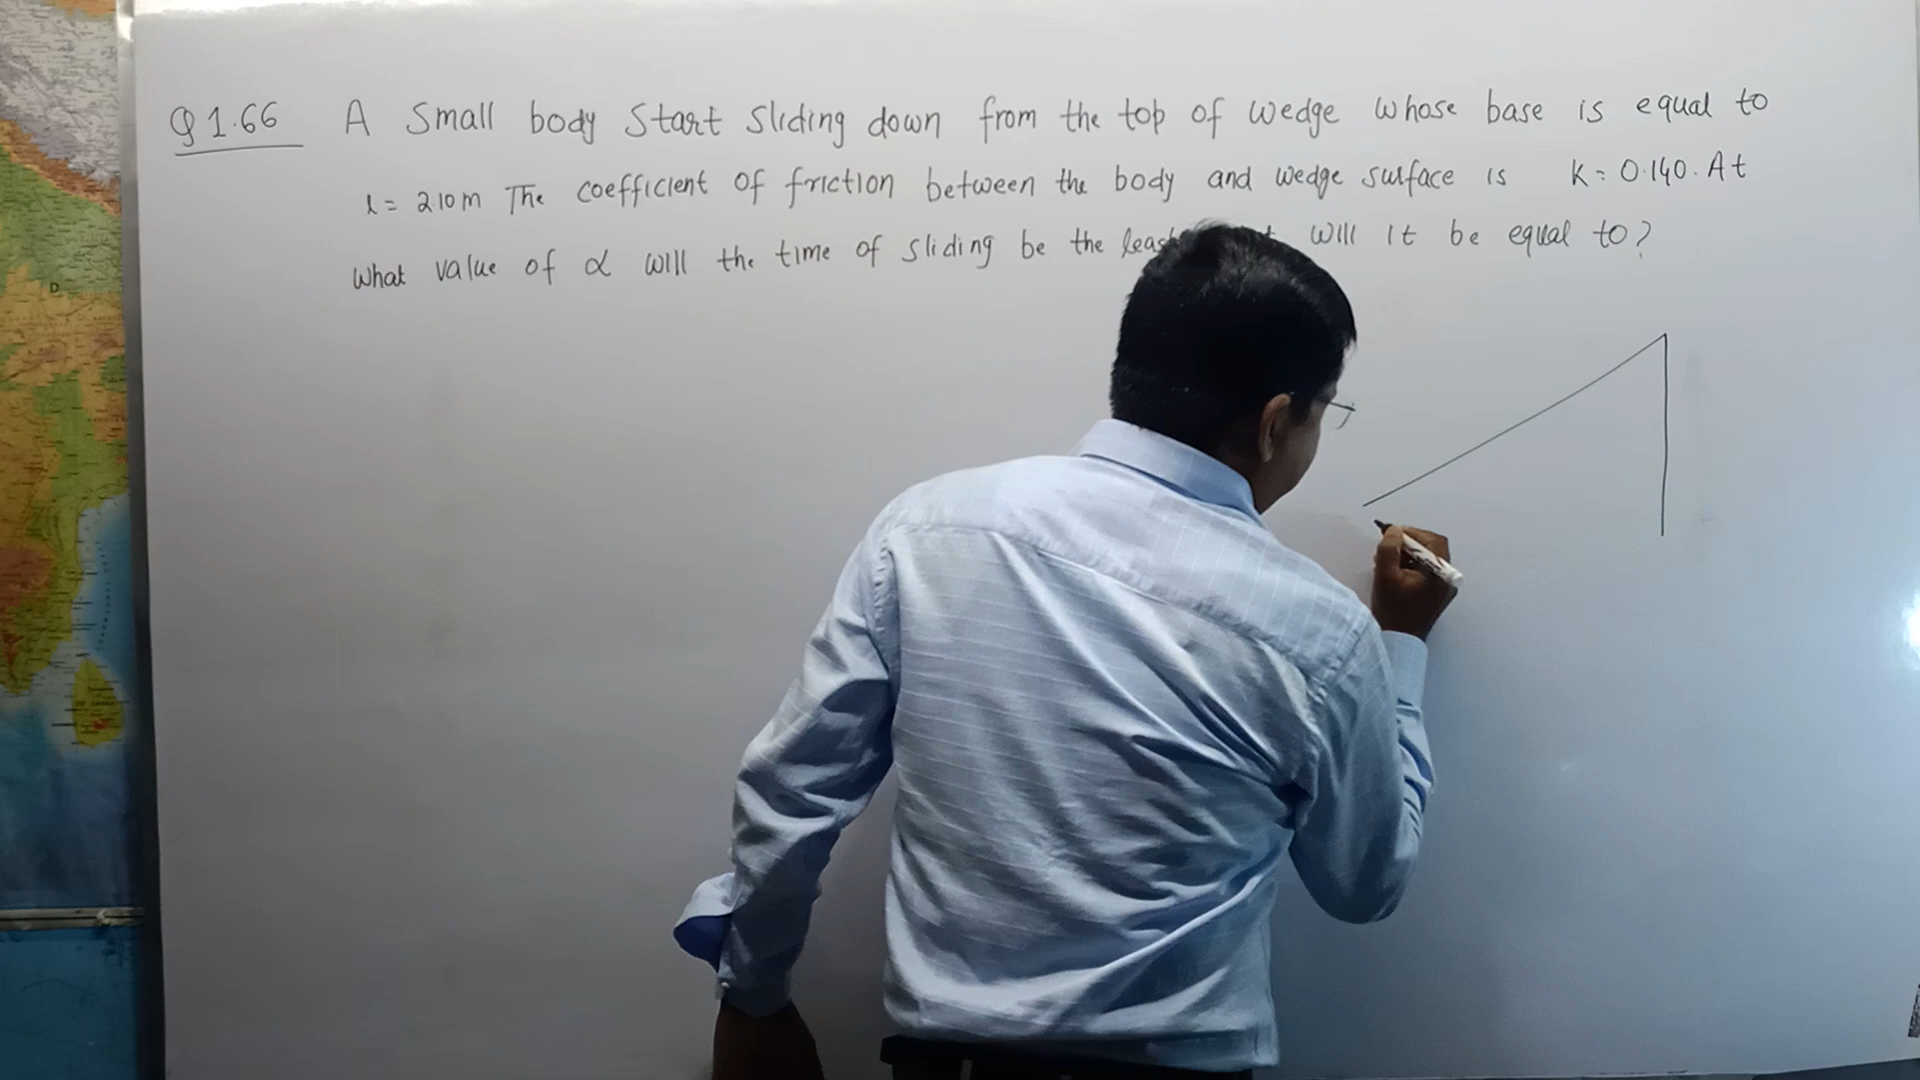 Q 1.66 A Small body Start Sliding down from the top of wedge whose base is equal to
l = 210m The coefficient of friction between the body and wedge surface is K = 0.140. At
What value of α will the time of sliding be the least will it be equal to?